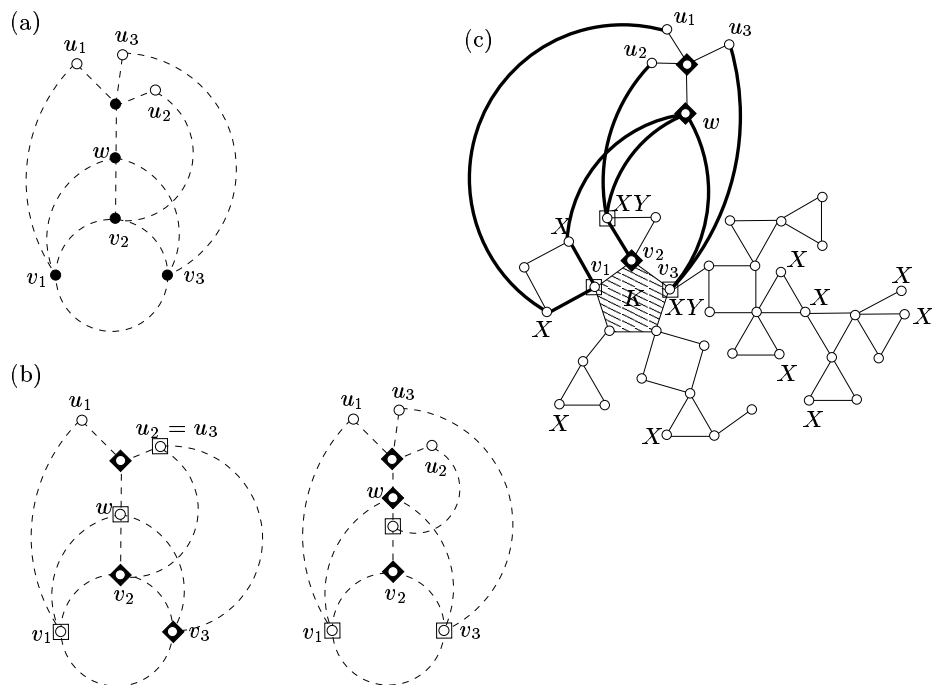 (a)
u1
u3
u2
w
v2
v1
v3
(b)
u1
u2 = u3
w
v2
v1
v3
u1
u3
u2
w
v2
v1
v3
(c)
u1
u3
u2
w
XY
X
v2
v1
v3
K
XY
X
X
X
X
X
X
X
X
X